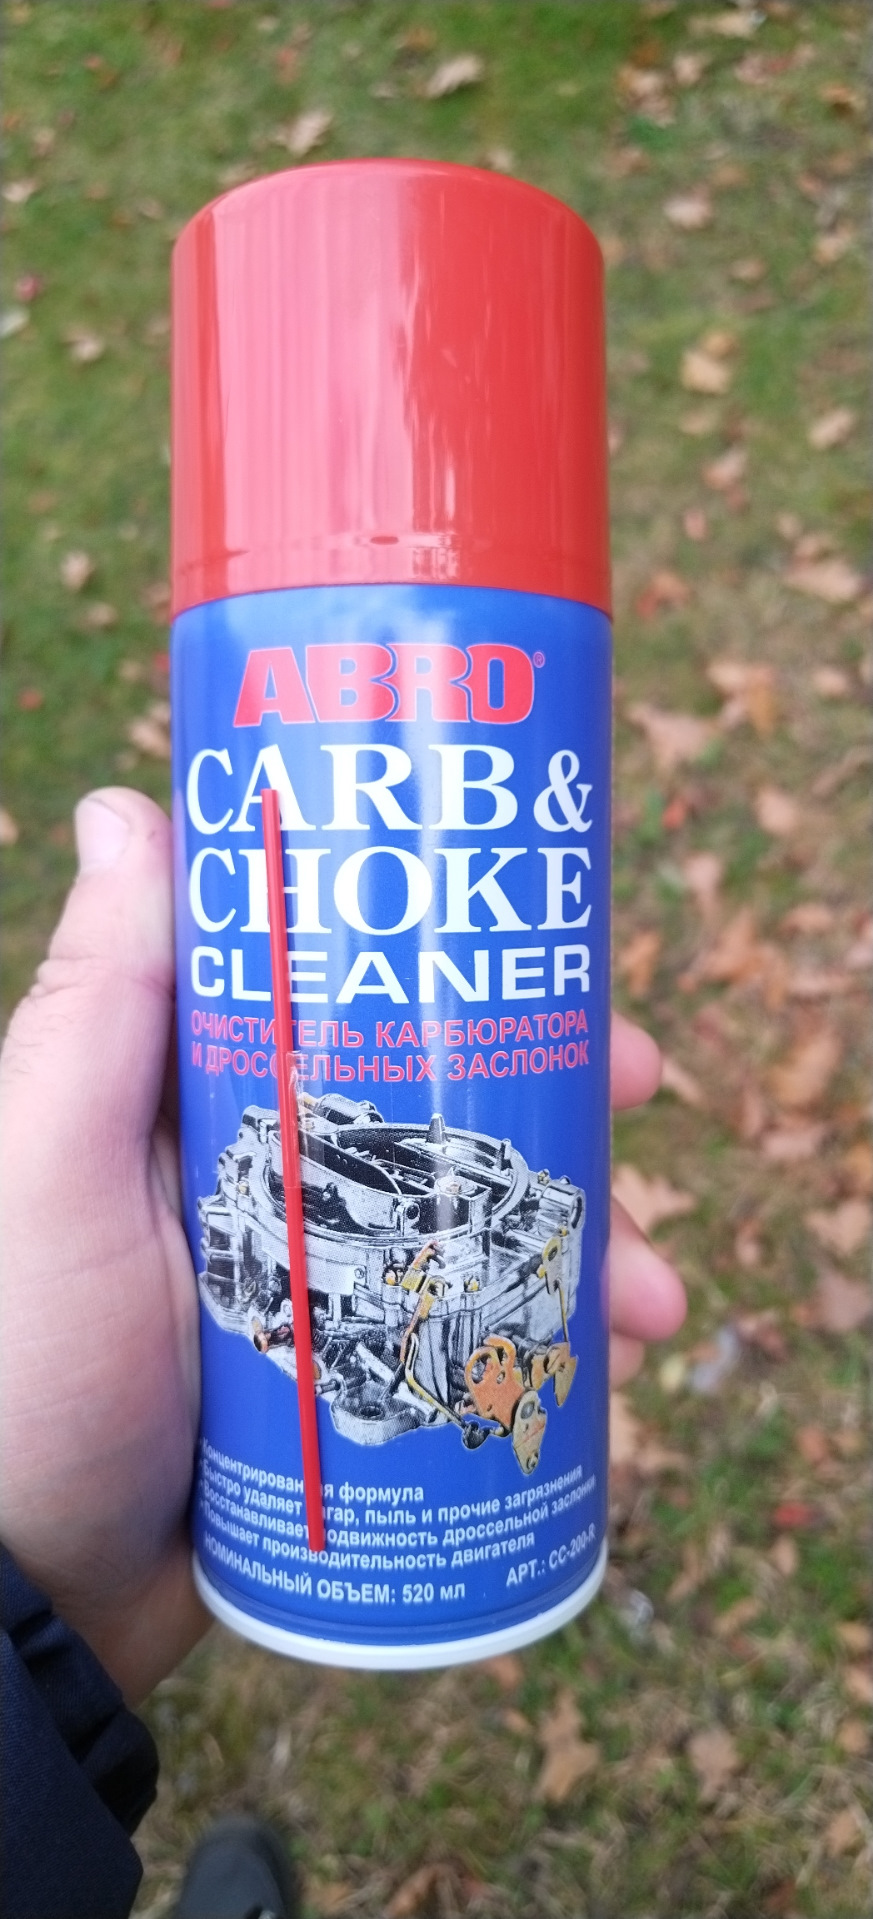 ABRO®
CARB &
CHOKE
CLEANER
ОЧИСТИТЕЛЬ КАРБЮРАТОРА
И ДРОССЕЛЬНЫХ ЗАСЛОНОК
Концентрированная формула
Быстро удаляет нагар, пыль и прочие загрязнения
Восстанавливает подвижность дроссельной заслонки
Повышает производительность двигателя
НОМИНАЛЬНЫЙ ОБЪЕМ: 520 мл АРТ.: CC-200-R